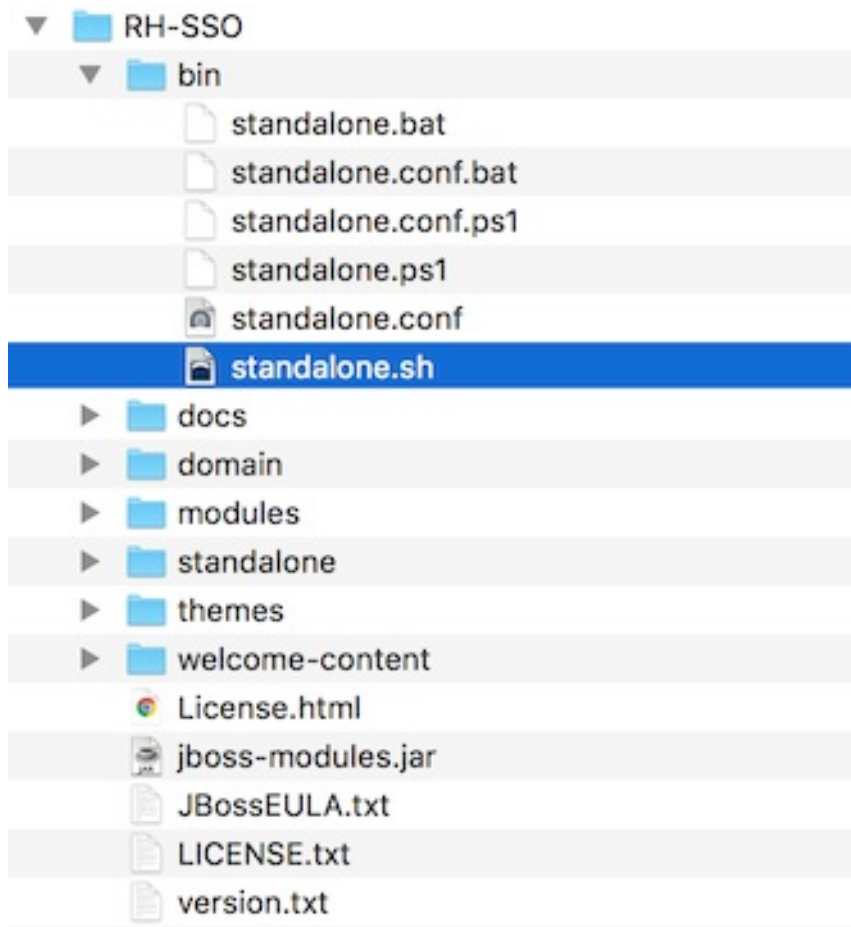 RH-SSO
bin
standalone.bat
standalone.conf.bat
standalone.conf.ps1
standalone.ps1
standalone.conf
standalone.sh
docs
domain
modules
standalone
themes
welcome-content
License.html
jboss-modules.jar
JBossEULA.txt
LICENSE.txt
version.txt